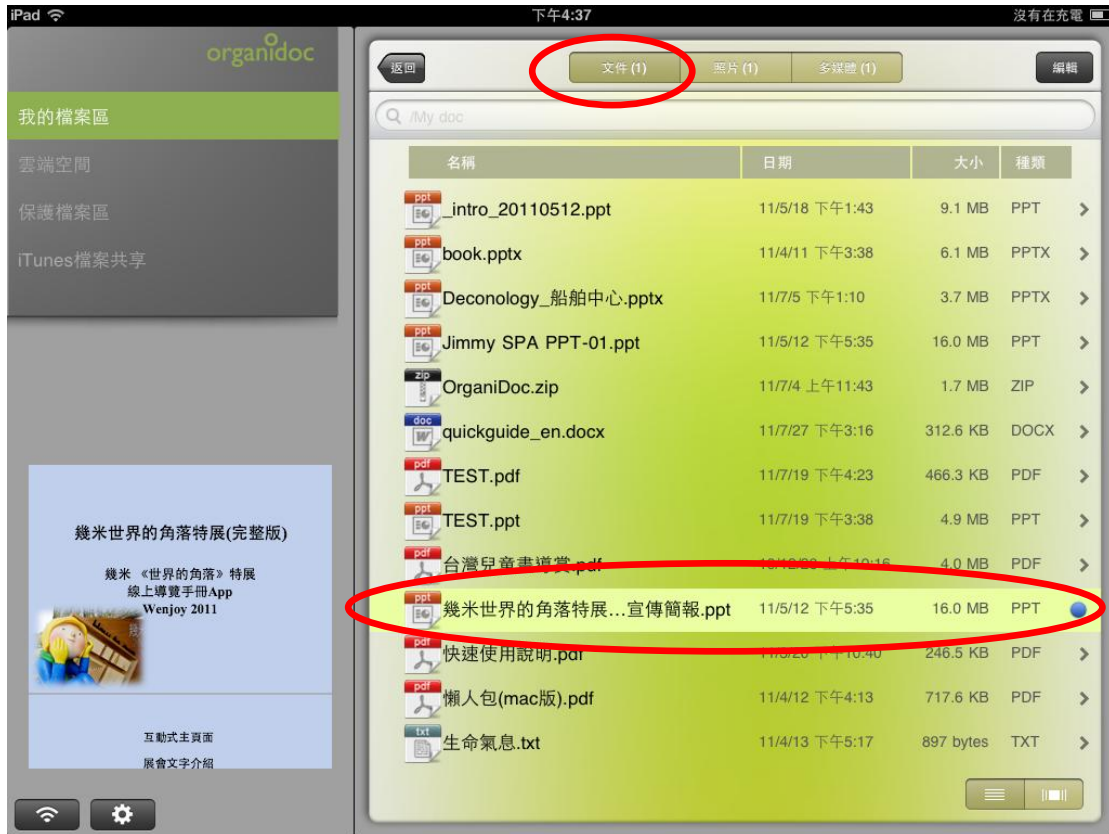 iPad 下午4:37 沒有在充電
organidoc
我的檔案區
雲端空間
保護檔案區
iTunes檔案共享
幾米世界的角落特展(完整版)
幾米 《世界的角落》特展
線上導覽手冊App
Wenjoy 2011
互動式主頁面
展會文字介紹
返回 文件 (1) 照片 (1) 多媒體 (1) 編輯
/My doc
名稱 日期 大小 種類
ppt _intro_20110512.ppt 11/5/18 下午1:43 9.1 MB PPT
ppt book.pptx 11/4/11 下午3:38 6.1 MB PPTX
ppt Deconology_船舶中心.pptx 11/7/5 下午1:10 3.7 MB PPTX
ppt Jimmy SPA PPT-01.ppt 11/5/12 下午5:35 16.0 MB PPT
zip OrganiDoc.zip 11/7/4 上午11:43 1.7 MB ZIP
doc quickguide_en.docx 11/7/27 下午3:16 312.6 KB DOCX
pdf TEST.pdf 11/7/19 下午4:23 466.3 KB PDF
ppt TEST.ppt 11/7/19 下午3:38 4.9 MB PPT
pdf 台灣兒童書導賞.pdf 4.0 MB PDF
ppt 幾米世界的角落特展...宣傳簡報.ppt 11/5/12 下午5:35 16.0 MB PPT
pdf 快速使用說明.pdf 246.5 KB PDF
pdf 懶人包(mac版).pdf 11/4/12 下午4:13 717.6 KB PDF
txt 生命氣息.txt 11/4/13 下午5:17 897 bytes TXT